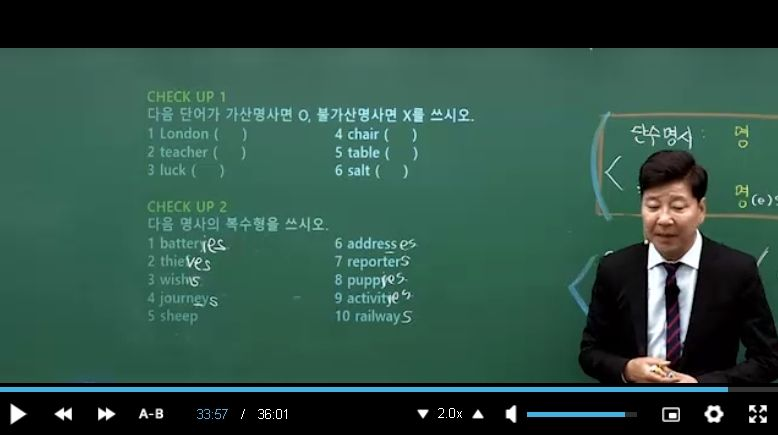 CHECK UP 1
다음 단어가 가산명사면 O, 불가산명사면 X를 쓰시오.
1 London (    )
2 teacher (    )
3 luck (    )
4 chair (    )
5 table (    )
6 salt (    )
CHECK UP 2
다음 명사의 복수형을 쓰시오.
1 batteries
2 thieves
3 wish
4 journeys
5 sheep
6 addresses
7 reporters
8 puppies
9 activities
10 railways
단수명사 : 명
명(e)s
A-B
33:57 / 36:01
2.0x